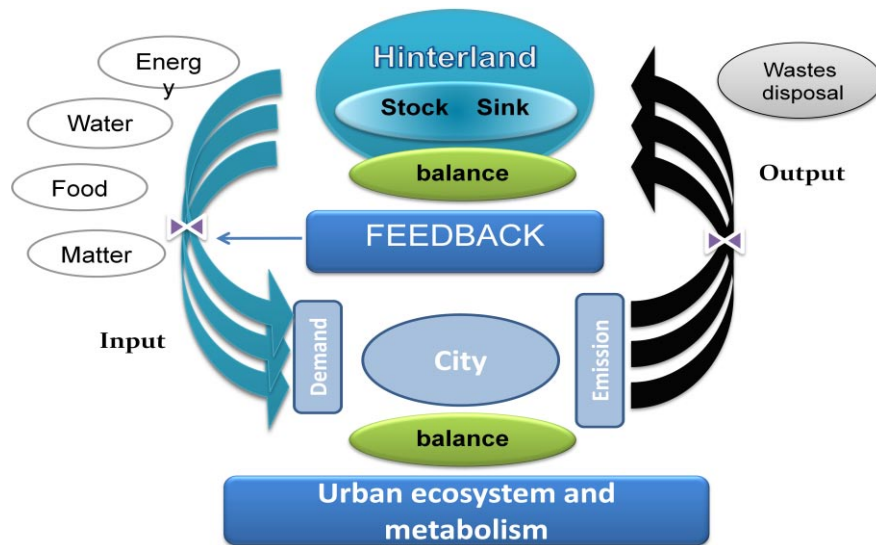 Hinterland
Stock Sink
balance
Energ
y
Water
Food
Matter
Input
Wastes
disposal
Output
FEEDBACK
Demand
City
Emission
balance
Urban ecosystem and
metabolism